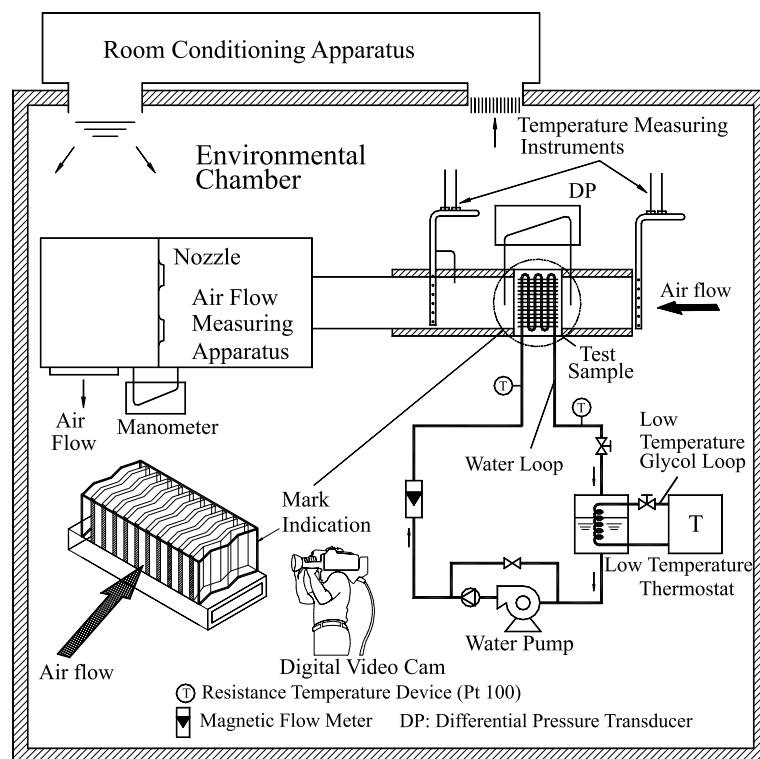 Room Conditioning Apparatus
Temperature Measuring
Instruments
Environmental
Chamber
DP
Nozzle
Air Flow
Measuring
Apparatus
Air flow
Test
Sample
T
T
Air
Flow
Manometer
Water Loop
Low
Temperature
Glycol Loop
Mark
Indication
T
Low Temperature
Thermostat
Water Pump
Air flow
Digital Video Cam
T Resistance Temperature Device (Pt 100)
Magnetic Flow Meter DP: Differential Pressure Transducer